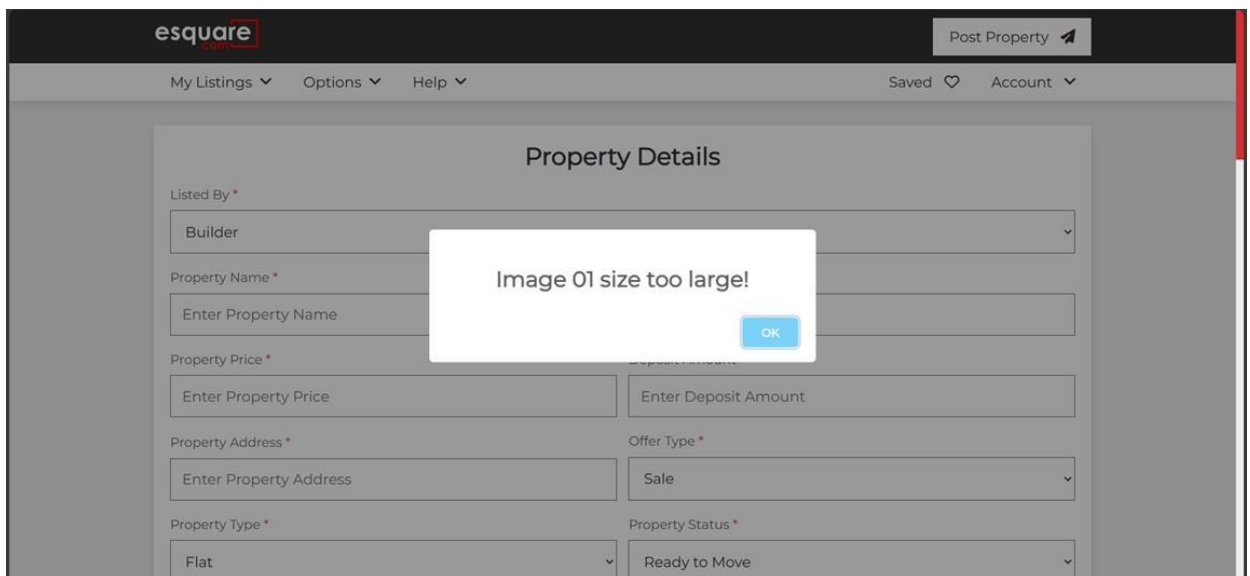 esquare
.com
Post Property
My Listings
Options
Help
Saved
Account
Property Details
Listed By *
Builder
Image 01 size too large!
OK
Property Name *
Enter Property Name
Property Price *
Deposit Amount
Enter Property Price
Enter Deposit Amount
Property Address *
Offer Type *
Enter Property Address
Sale
Property Type *
Property Status *
Flat
Ready to Move